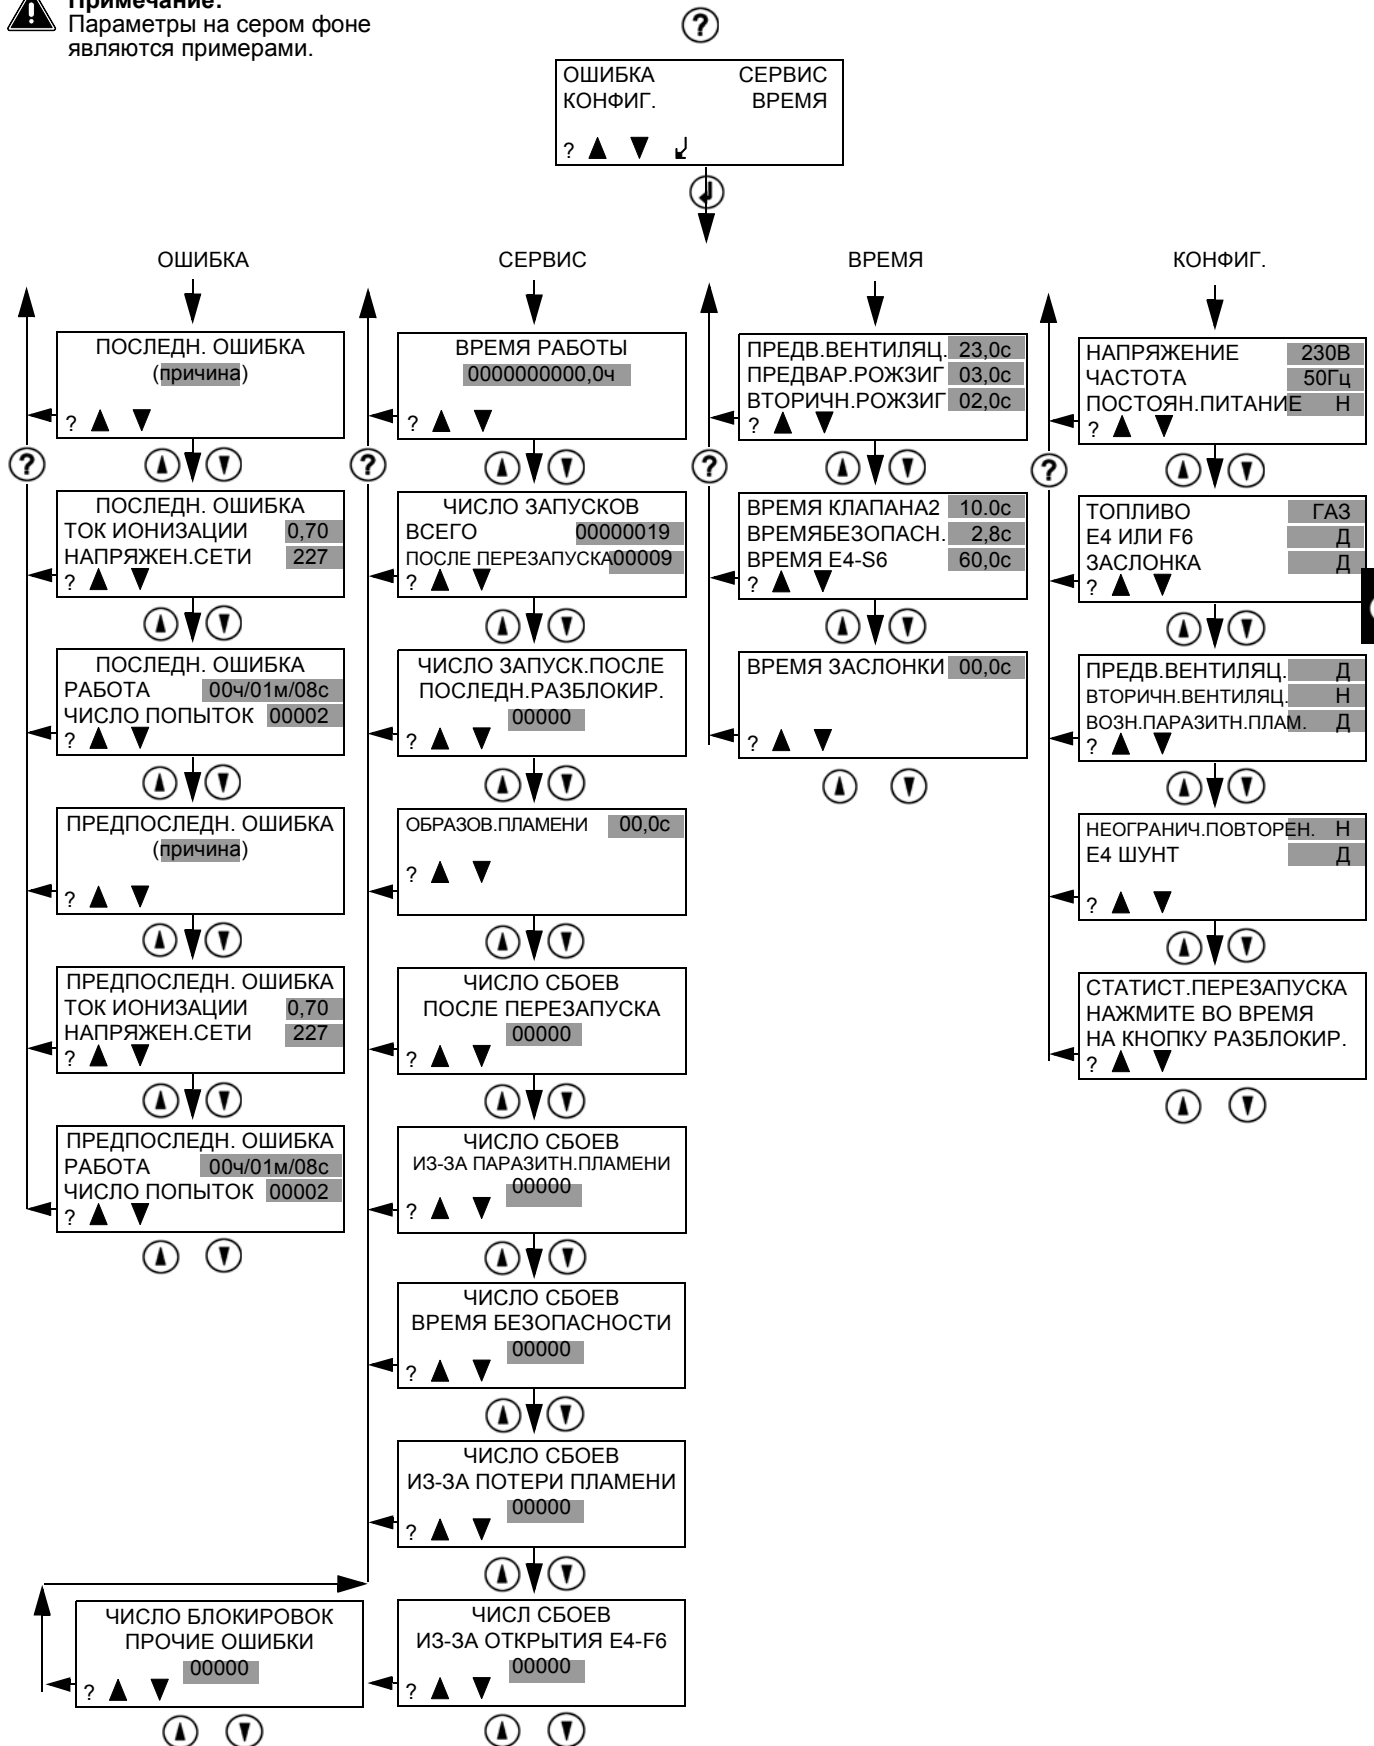 Примечание:
Параметры на сером фоне
являются примерами.
?
ОШИБКА СЕРВИС
КОНФИГ. ВРЕМЯ
?
ОШИБКА
ПОСЛЕДН. ОШИБКА
(причина)
?
?
ПОСЛЕДН. ОШИБКА
ТОК ИОНИЗАЦИИ 0,70
НАПРЯЖЕН.СЕТИ 227
?
ПОСЛЕДН. ОШИБКА
РАБОТА 00ч/01м/08с
ЧИСЛО ПОПЫТОК 00002
?
ПРЕДПОСЛЕДН. ОШИБКА
(причина)
?
ПРЕДПОСЛЕДН. ОШИБКА
ТОК ИОНИЗАЦИИ 0,70
НАПРЯЖЕН.СЕТИ 227
?
ПРЕДПОСЛЕДН. ОШИБКА
РАБОТА 00ч/01м/08с
ЧИСЛО ПОПЫТОК 00002
?
СЕРВИС
ВРЕМЯ РАБОТЫ
0000000000,0ч
?
?
ЧИСЛО ЗАПУСКОВ
ВСЕГО 00000019
ПОСЛЕ ПЕРЕЗАПУСКА00009
?
ЧИСЛО ЗАПУСК.ПОСЛЕ
ПОСЛЕДН.РАЗБЛОКИР.
00000
?
ОБРАЗОВ.ПЛАМЕНИ 00,0с
?
ЧИСЛО СБОЕВ
ПОСЛЕ ПЕРЕЗАПУСКА
00000
?
ЧИСЛО СБОЕВ
ИЗ-ЗА ПАРАЗИТН.ПЛАМЕНИ
00000
?
ЧИСЛО СБОЕВ
ВРЕМЯ БЕЗОПАСНОСТИ
00000
?
ЧИСЛО СБОЕВ
ИЗ-ЗА ПОТЕРИ ПЛАМЕНИ
00000
?
ЧИСЛ СБОЕВ
ИЗ-ЗА ОТКРЫТИЯ E4-F6
00000
?
ЧИСЛО БЛОКИРОВОК
ПРОЧИЕ ОШИБКИ
00000
?
ВРЕМЯ
ПРЕДВ.ВЕНТИЛЯЦ. 23,0с
ПРЕДВАР.РОЖЗИГ 03,0с
ВТОРИЧН.РОЖЗИГ 02,0с
?
?
ВРЕМЯ КЛАПАНА2 10.0с
ВРЕМЯБЕЗОПАСН. 2,8с
ВРЕМЯ E4-S6 60,0с
?
ВРЕМЯ ЗАСЛОНКИ 00,0с
?
КОНФИГ.
НАПРЯЖЕНИЕ 230В
ЧАСТОТА 50Гц
ПОСТОЯН.ПИТАНИЕ Н
?
?
ТОПЛИВО ГАЗ
E4 ИЛИ F6 Д
ЗАСЛОНКА Д
?
ПРЕДВ.ВЕНТИЛЯЦ. Д
ВТОРИЧН.ВЕНТИЛЯЦ. Н
ВОЗН.ПАРАЗИТН.ПЛАМ. Д
?
НЕОГРАНИЧ.ПОВТОРЕН. Н
E4 ШУНТ Д
?
СТАТИСТ.ПЕРЕЗАПУСКА
НАЖМИТЕ ВО ВРЕМЯ
НА КНОПКУ РАЗБЛОКИР.
?